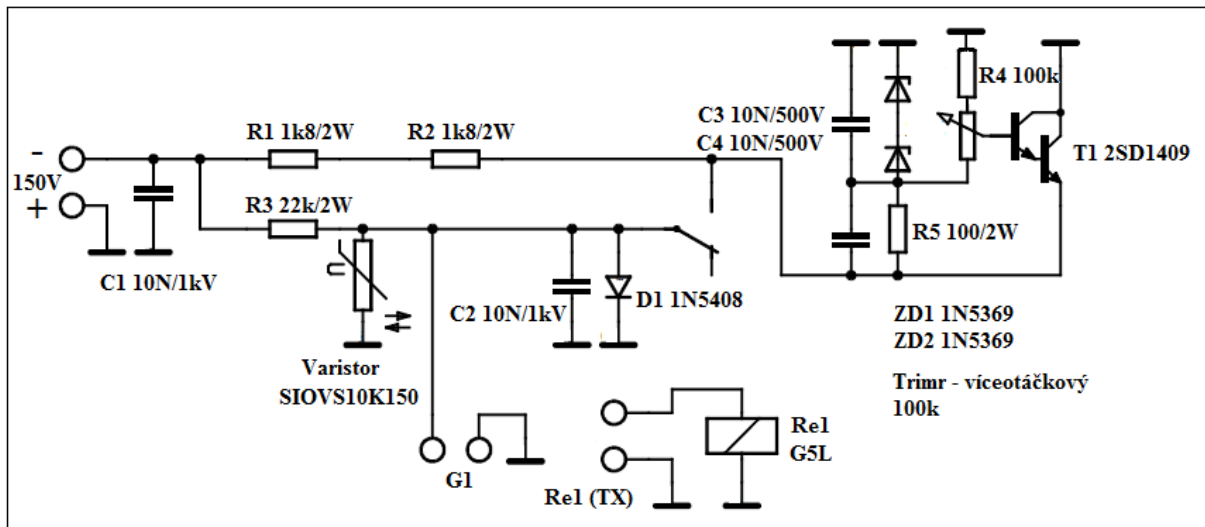 R4 100k
C3 10N/500V
C4 10N/500V
R1 1k8/2W
R2 1k8/2W
T1 2SD1409
-
150V
+
R3 22k/2W
R5 100/2W
C1 10N/1kV
U
C2 10N/1kV
D1 1N5408
ZD1 1N5369
ZD2 1N5369
Varistor
SIOVS10K150
Trimr - víceotáčkový
100k
Re1
G5L
G1
Re1 (TX)